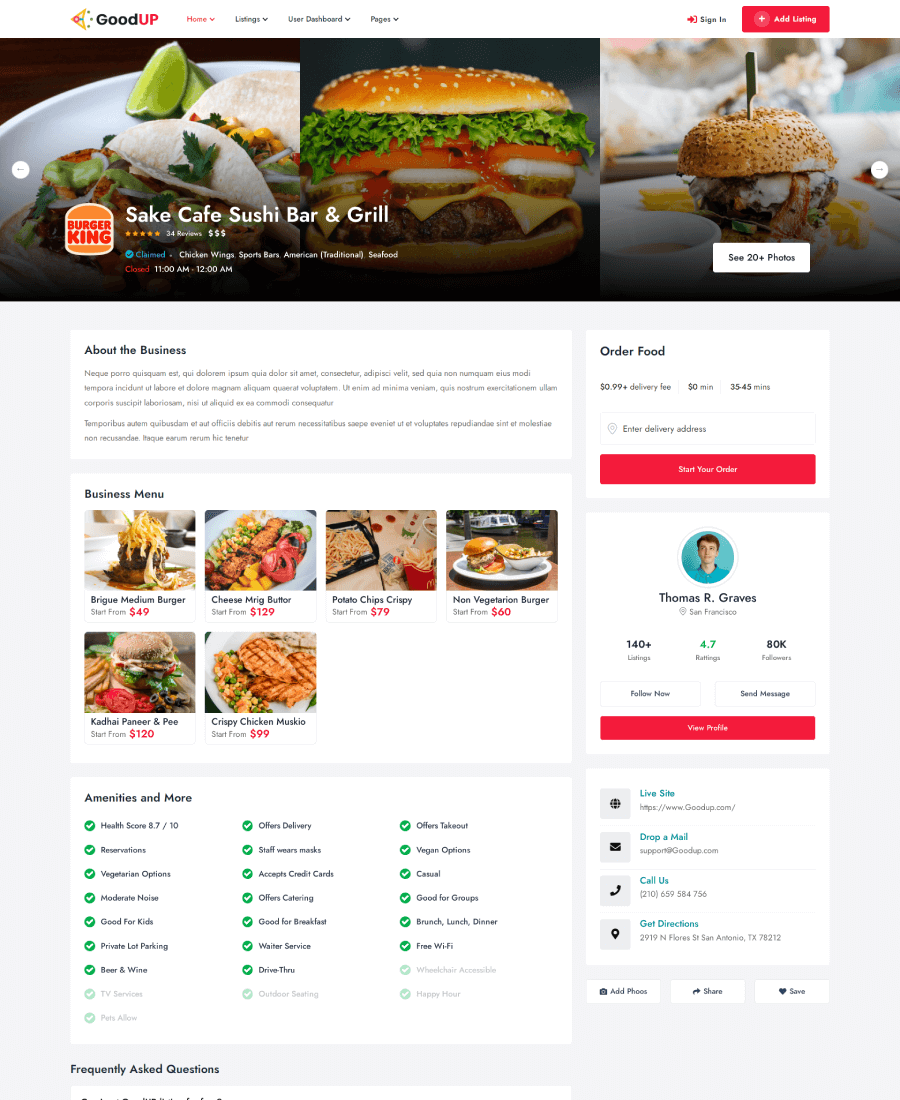 GoodUP
Home Listings User Dashboard Pages
Sign In
+ Add Listing
BURGER
KING
Sake Cafe Sushi Bar & Grill
34 Reviews $$$
Claimed • Chicken Wings, Sports Bars, American (Traditional), Seafood
Closed 11:00 AM - 12:00 AM
See 20+ Photos
About the Business
Neque porro quisquam est, qui dolorem ipsum quia dolor sit amet, consectetur, adipisci velit, sed quia non numquam eius modi
tempora incidunt ut labore et dolore magnam aliquam quaerat voluptatem. Ut enim ad minima veniam, quis nostrum exercitationem ullam
corporis suscipit laboriosam, nisi ut aliquid ex ea commodi consequatur
Temporibus autem quibusdam et aut officiis debitis aut rerum necessitatibus saepe eveniet ut et voluptates repudiandae sint et molestiae
non recusandae. Itaque earum rerum hic tenetur
Business Menu
Brigue Medium Burger
Start From $49
Cheese Mrig Buttor
Start From $129
Potato Chips Crispy
Start From $79
Non Vegetarion Burger
Start From $60
Kadhai Paneer & Pee
Start From $120
Crispy Chicken Muskio
Start From $99
Amenities and More
Health Score 8.7 / 10
Offers Delivery
Offers Takeout
Reservations
Staff wears masks
Vegan Options
Vegetarian Options
Accepts Credit Cards
Casual
Moderate Noise
Offers Catering
Good for Groups
Good For Kids
Good for Breakfast
Brunch, Lunch, Dinner
Private Lot Parking
Waiter Service
Free Wi-Fi
Beer & Wine
Drive-Thru
Wheelchair Accessible
TV Services
Outdoor Seating
Happy Hour
Pets Allow
Frequently Asked Questions
Order Food
$0.99+ delivery fee $0 min 35-45 mins
Enter delivery address
Start Your Order
Thomas R. Graves
San Francisco
140+ 4.7 80K
Listings Rattings Followers
Follow Now Send Message
View Profile
Live Site
https://www.Goodup.com/
Drop a Mail
support@Goodup.com
Call Us
(210) 659 584 756
Get Directions
2919 N Flores St San Antonio, TX 78212
Add Phoos Share Save